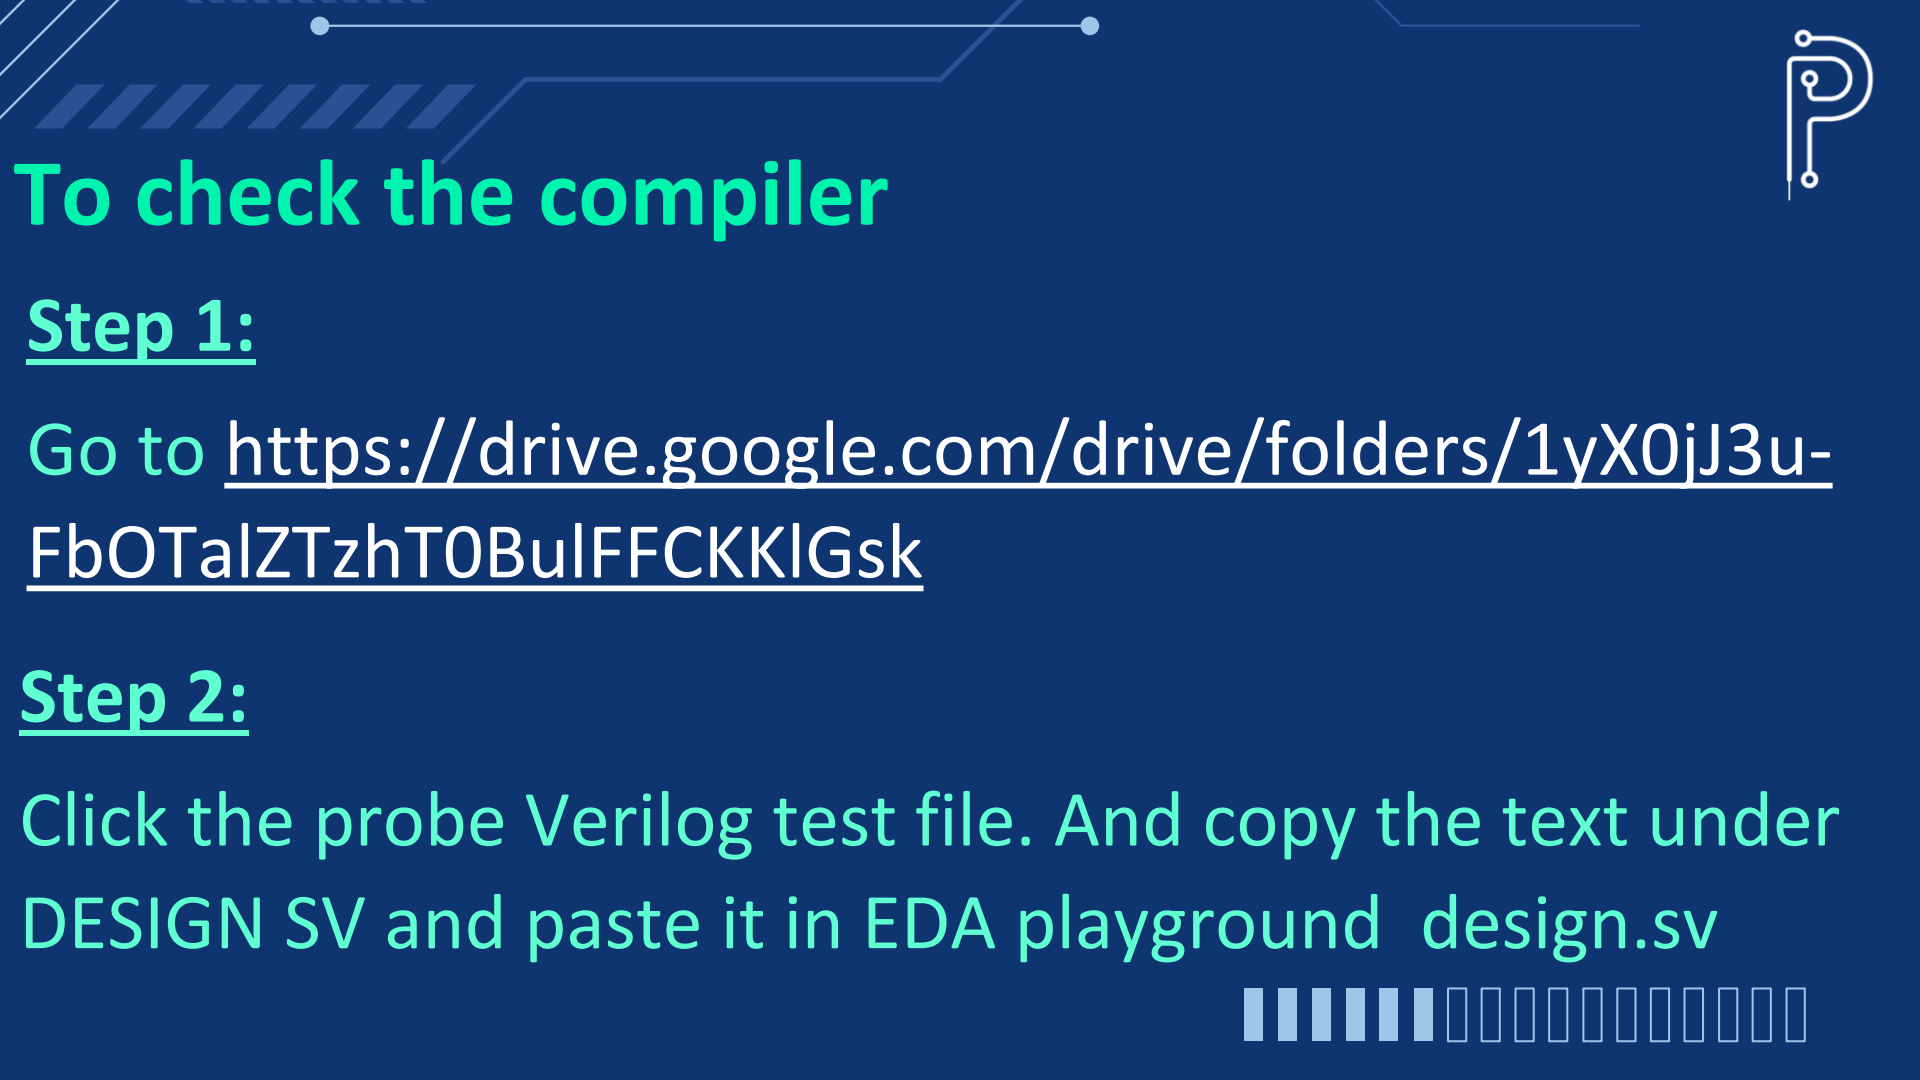 To check the compiler
Step 1:
Go to https://drive.google.com/drive/folders/1yX0jJ3u-
FbOTalZTzhT0BulFFCKKlGsk
Step 2:
Click the probe Verilog test file. And copy the text under
DESIGN SV and paste it in EDA playground  design.sv